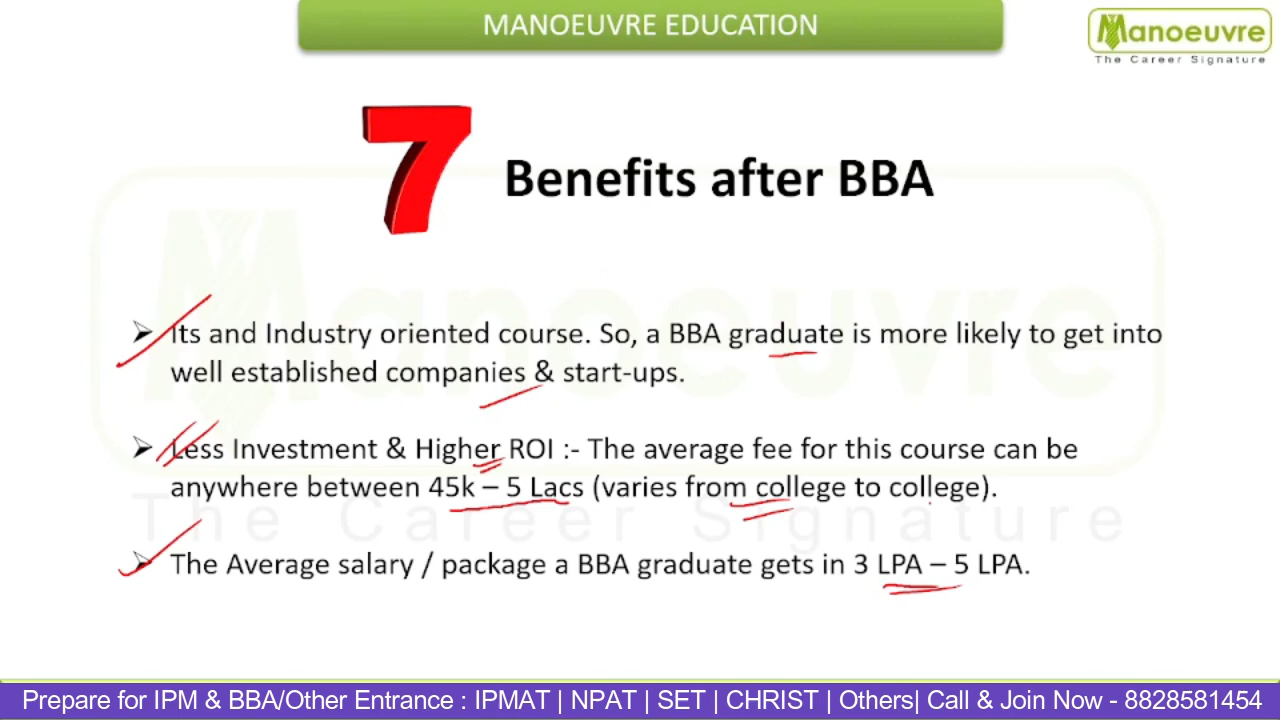 MANOEUVRE EDUCATION
Manoeuvre
The Career Signature
7 Benefits after BBA
Its and Industry oriented course. So, a BBA graduate is more likely to get into
well established companies & start-ups.
Less Investment & Higher ROI :- The average fee for this course can be
anywhere between 45k – 5 Lacs (varies from college to college).
The Average salary / package a BBA graduate gets in 3 LPA – 5 LPA.
Manoeuvre
The Career Signature
Prepare for IPM & BBA/Other Entrance : IPMAT | NPAT | SET | CHRIST | Others| Call & Join Now - 8828581454